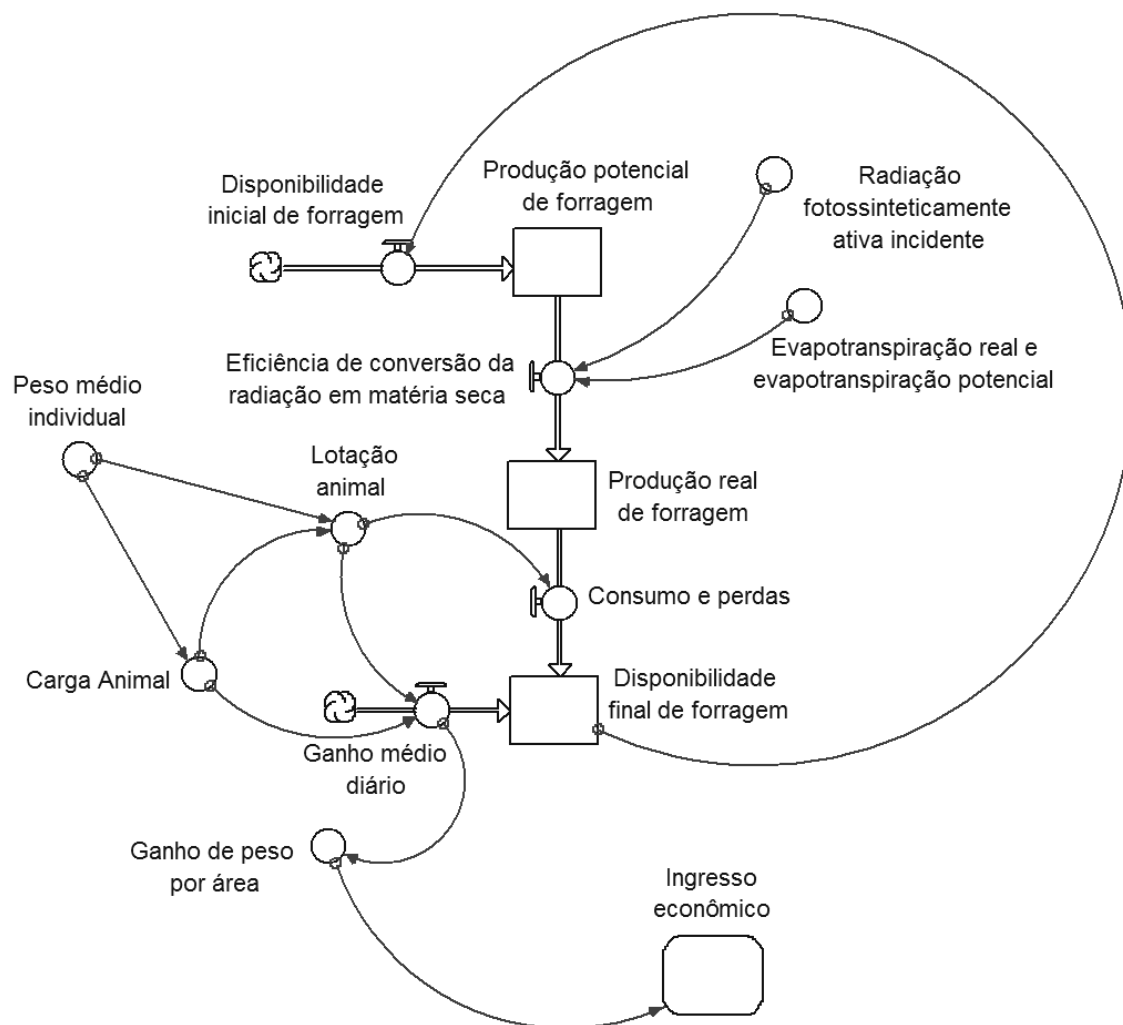 Disponibilidade
inicial de forragem
Produção potencial
de forragem
Radiação
fotossinteticamente
ativa incidente
Eficiência de conversão da
radiação em matéria seca
Evapotranspiração real e
evapotranspiração potencial
Peso médio
individual
Lotação
animal
Produção real
de forragem
Consumo e perdas
Carga Animal
Disponibilidade
final de forragem
Ganho médio
diário
Ganho de peso
por área
Ingresso
econômico